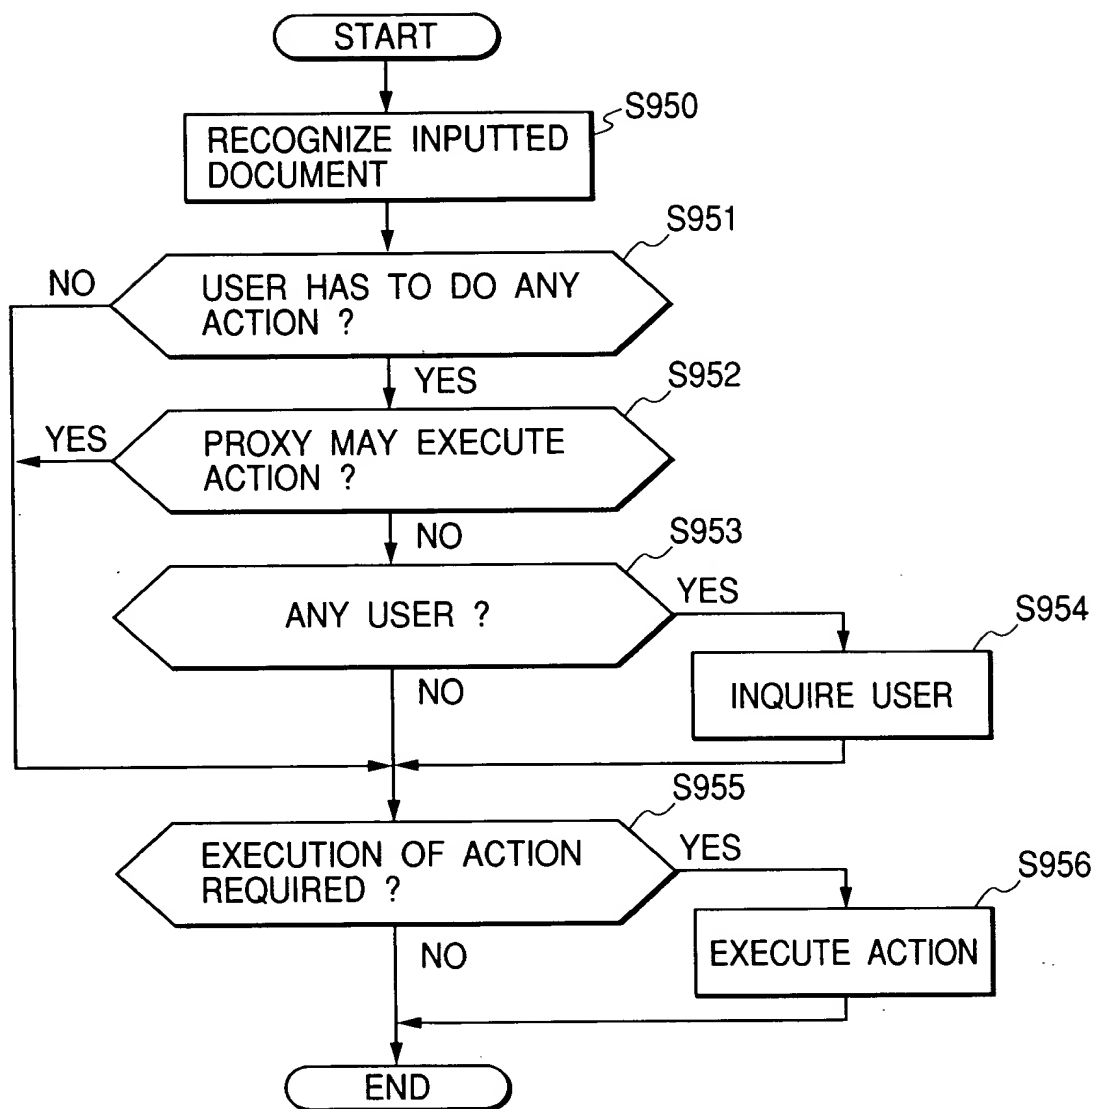 START
S950
RECOGNIZE INPUTTED
DOCUMENT
S951
NO
USER HAS TO DO ANY
ACTION ?
YES
S952
YES
PROXY MAY EXECUTE
ACTION ?
NO
S953
ANY USER ?
YES
S954
INQUIRE USER
NO
S955
EXECUTION OF ACTION
REQUIRED ?
YES
S956
EXECUTE ACTION
NO
END